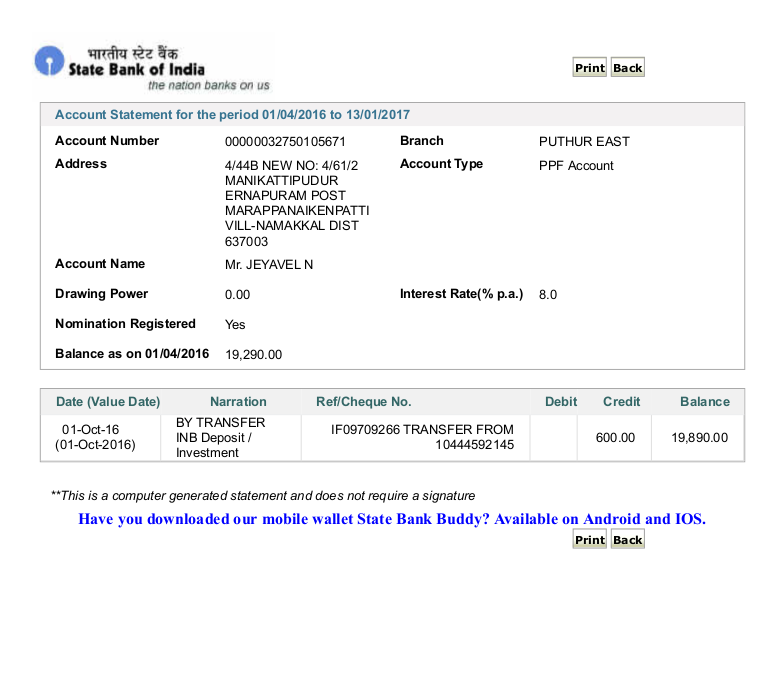 भारतीय स्टेट बैंक
State Bank of India
the nation banks on us
Print Back
Account Statement for the period 01/04/2016 to 13/01/2017
Account Number 00000032750105671 Branch PUTHUR EAST
Address 4/44B NEW NO: 4/61/2 Account Type PPF Account
MANIKATTIPUDUR
ERNAPURAM POST
MARAPPANAIKENPATTI
VILL-NAMAKKAL DIST
637003
Account Name Mr. JEYAVEL N
Drawing Power 0.00 Interest Rate(% p.a.) 8.0
Nomination Registered Yes
Balance as on 01/04/2016 19,290.00
Date (Value Date) Narration Ref/Cheque No. Debit Credit Balance
01-Oct-16 (01-Oct-2016) BY TRANSFER INB Deposit / Investment IF09709266 TRANSFER FROM 10444592145 600.00 19,890.00
**This is a computer generated statement and does not require a signature
Have you downloaded our mobile wallet State Bank Buddy? Available on Android and IOS.
Print Back